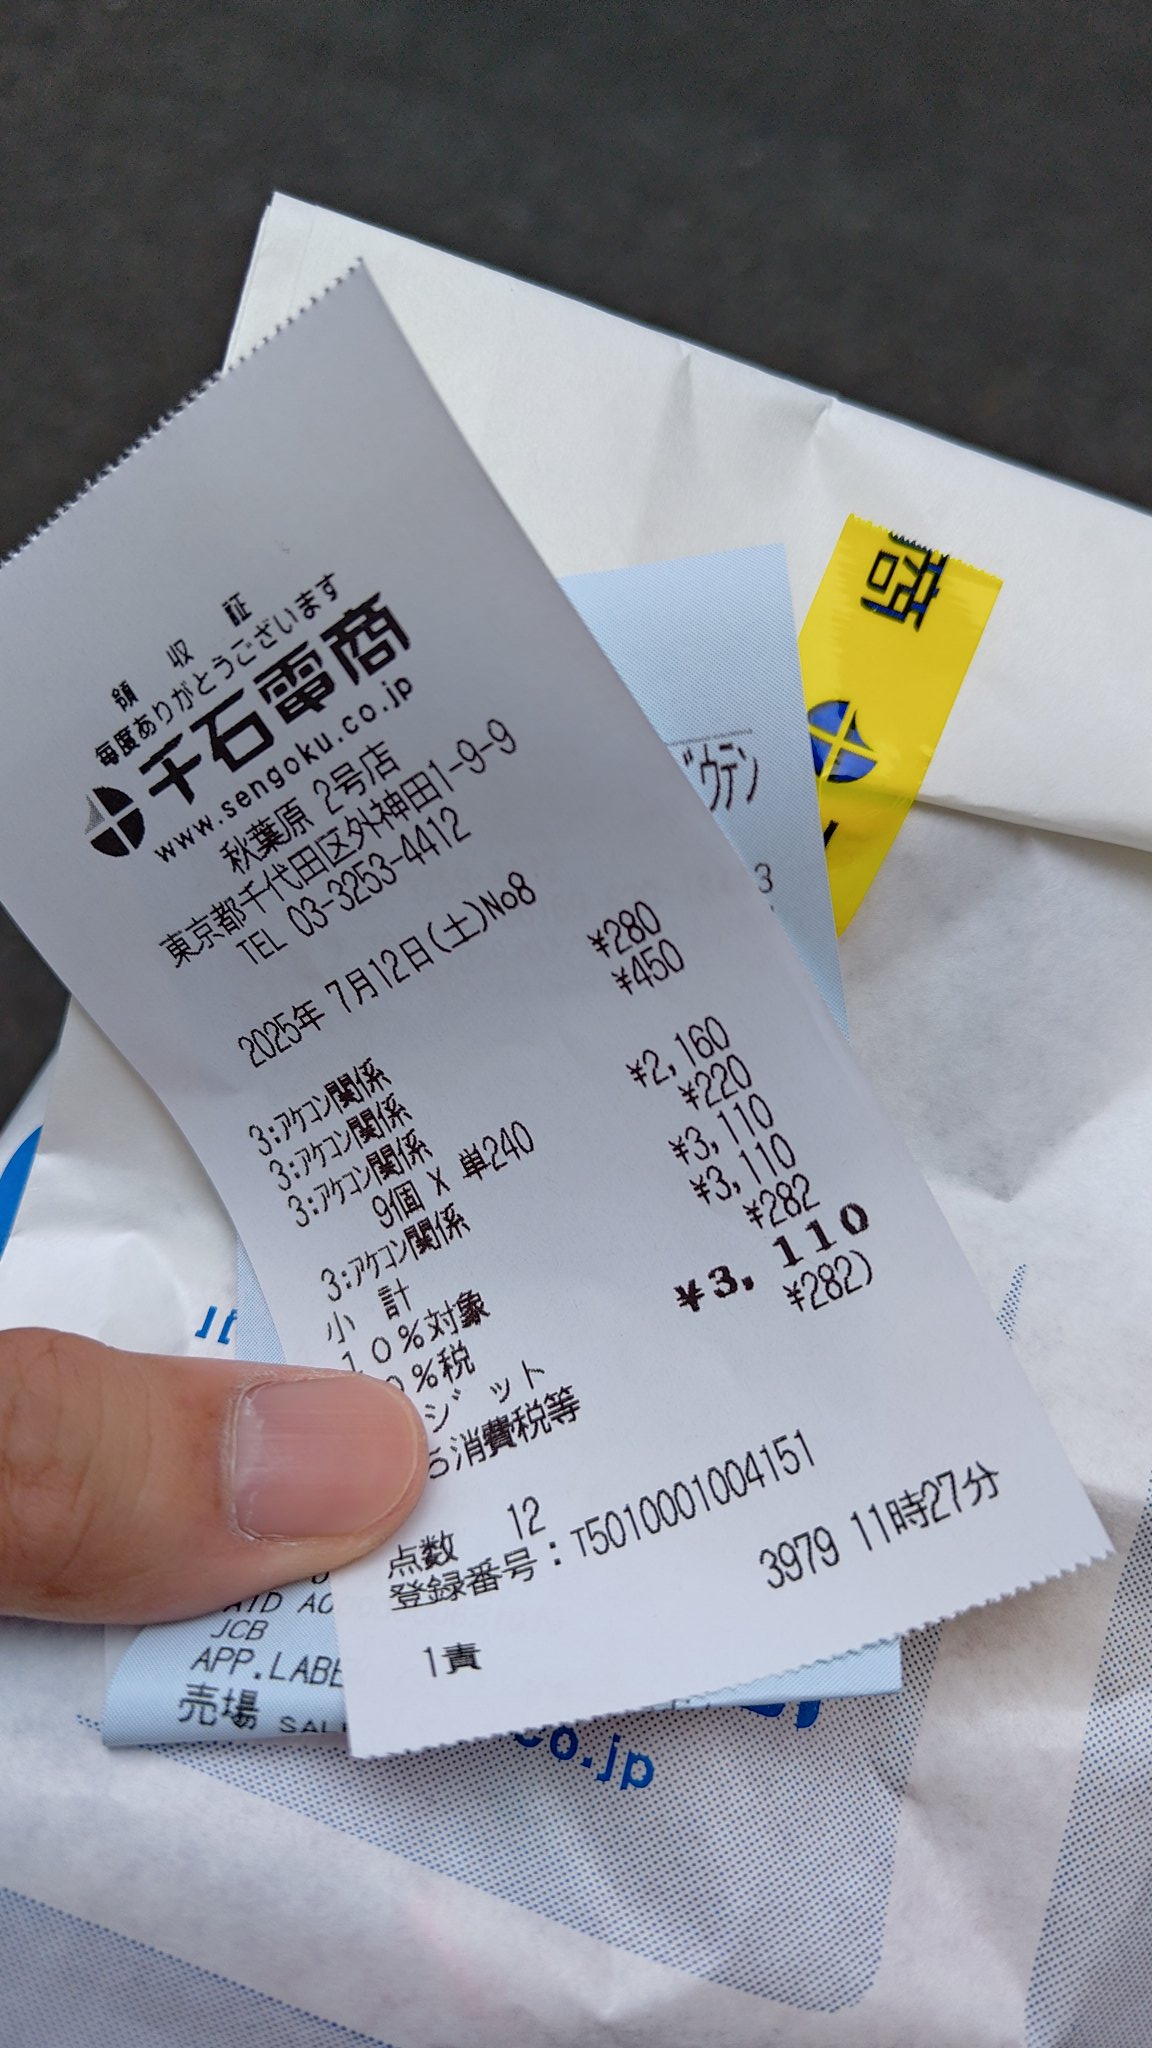 領 収 証
毎度ありがとうございます
千石電商
www.sengoku.co.jp
秋葉原 2号店
東京都千代田区外神田1-9-9
TEL 03-3253-4412
2025年 7月12日(土)No8
3:アケコン関係 ¥280
3:アケコン関係 ¥450
3:アケコン関係
9個 X 単240 ¥2,160
3:アケコン関係 ¥220
小 計 ¥3,110
10%対象 ¥3,110
%税 ¥282
ジット ¥3,110
消費税等 ¥282)
点数 12
登録番号:T5010001004151
3979 11時27分
1責
商
ウテン
3
JCB
APP.LABE
売場
co.jp